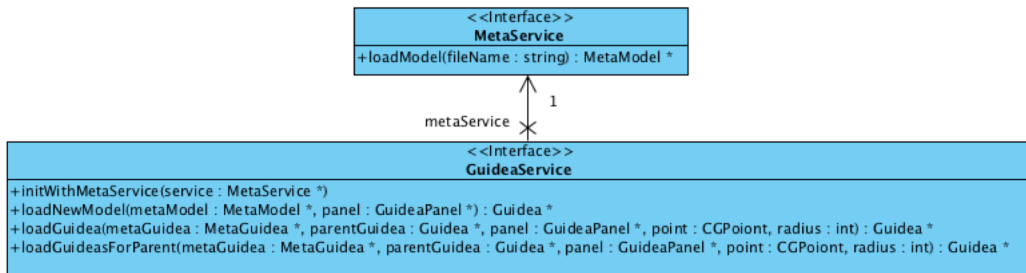 <<Interface>>
MetaService
+loadModel(fileName : string) : MetaModel *
1
metaService
<<Interface>>
GuideaService
+initWithMetaService(service : MetaService *)
+loadNewModel(metaModel : MetaModel *, panel : GuideaPanel *) : Guidea *
+loadGuidea(metaGuidea : MetaGuidea *, parentGuidea : Guidea *, panel : GuideaPanel *, point : CGPoiont, radius : int) : Guidea *
+loadGuideasForParent(metaGuidea : MetaGuidea *, parentGuidea : Guidea *, panel : GuideaPanel *, point : CGPoiont, radius : int) : Guidea *